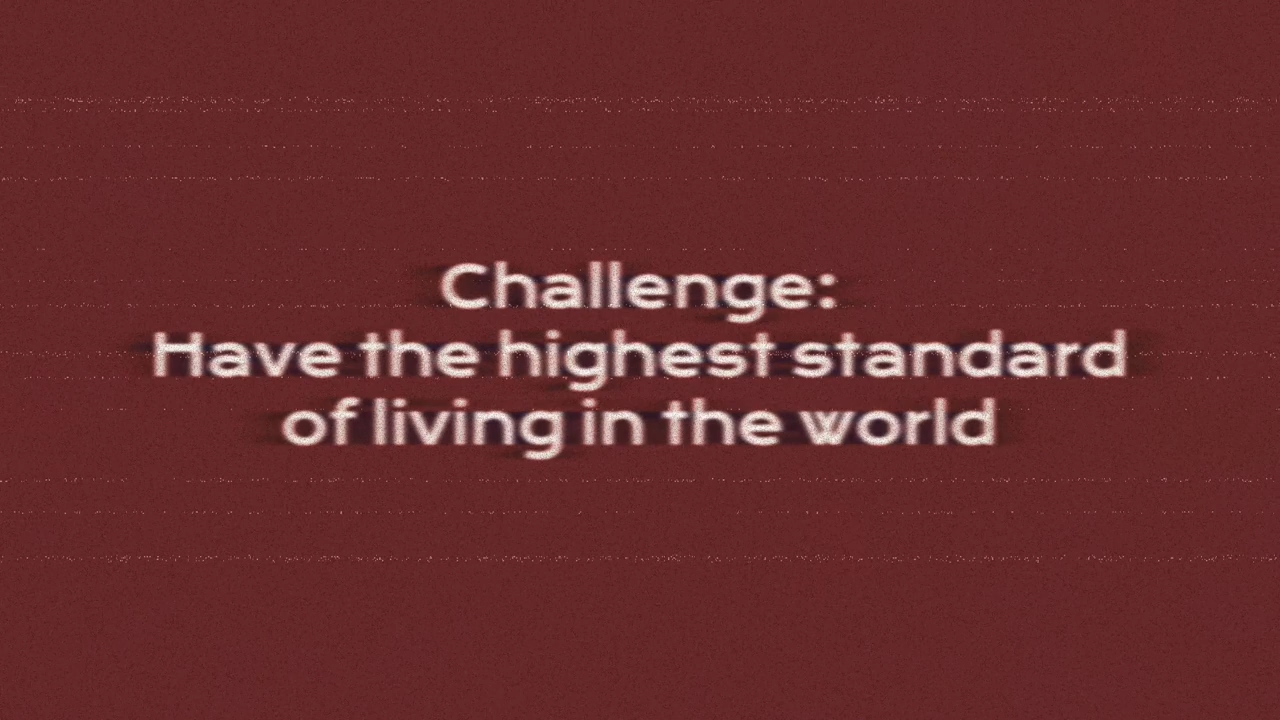 Challenge:
Have the highest standard
of living in the world